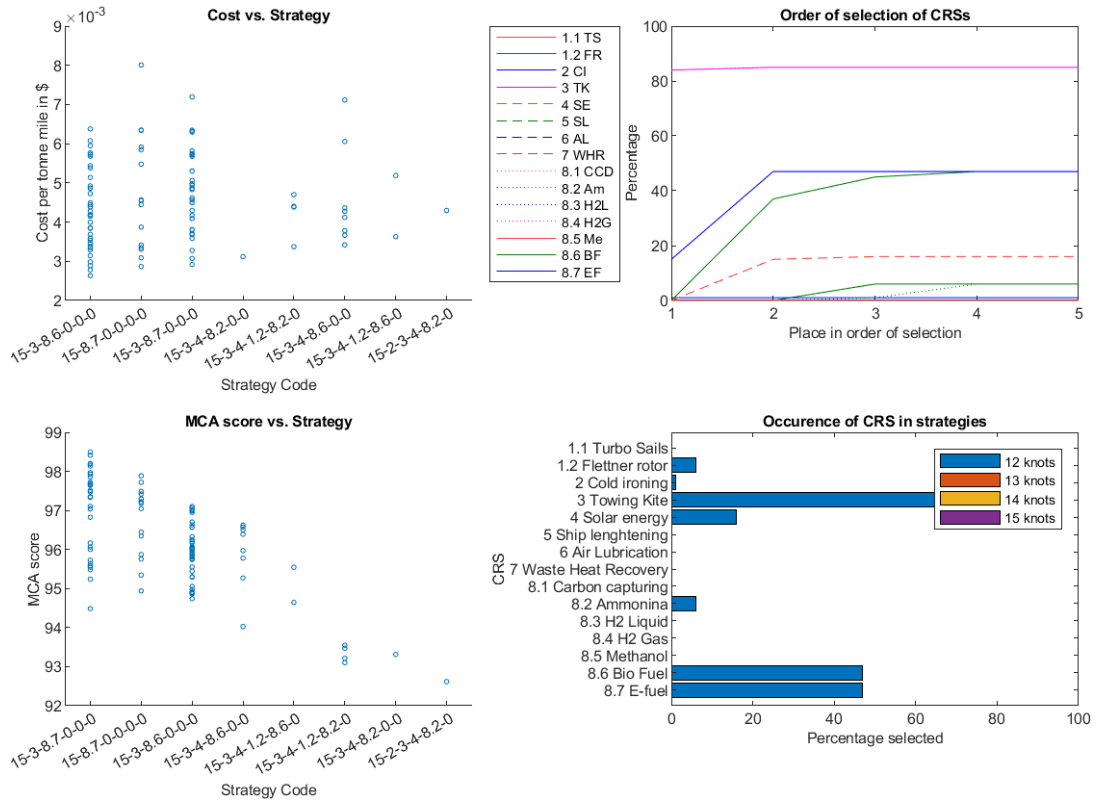 Cost vs. Strategy
×10⁻³
9
8
7
6
5
4
3
2
Cost per tonne mile in $
15-3-8.6-0-0-0
15-8.7-0-0-0-0
15-3-8.7-0-0-0
15-3-4-8.2-0-0
15-3-4-1.2-8.2-0
15-3-4-8.6-0-0
15-3-4-1.2-8.6-0
15-2-3-4-8.2-0
Strategy Code
1.1 TS
1.2 FR
2 CI
3 TK
4 SE
5 SL
6 AL
7 WHR
8.1 CCD
8.2 Am
8.3 H2L
8.4 H2G
8.5 Me
8.6 BF
8.7 EF
Order of selection of CRSs
100
80
60
40
20
0
Percentage
1 2 3 4 5
Place in order of selection
MCA score vs. Strategy
99
98
97
96
95
94
93
92
MCA score
15-3-8.7-0-0-0
15-8.7-0-0-0-0
15-3-8.6-0-0-0
15-3-4-8.6-0-0
15-3-4-1.2-8.6-0
15-3-4-1.2-8.2-0
15-3-4-8.2-0-0
15-2-3-4-8.2-0
Strategy Code
Occurence of CRS in strategies
1.1 Turbo Sails
1.2 Flettner rotor
2 Cold ironing
3 Towing Kite
4 Solar energy
5 Ship lenghtening
6 Air Lubrication
7 Waste Heat Recovery
8.1 Carbon capturing
8.2 Ammonina
8.3 H2 Liquid
8.4 H2 Gas
8.5 Methanol
8.6 Bio Fuel
8.7 E-fuel
CRS
12 knots
13 knots
14 knots
15 knots
0 20 40 60 80 100
Percentage selected